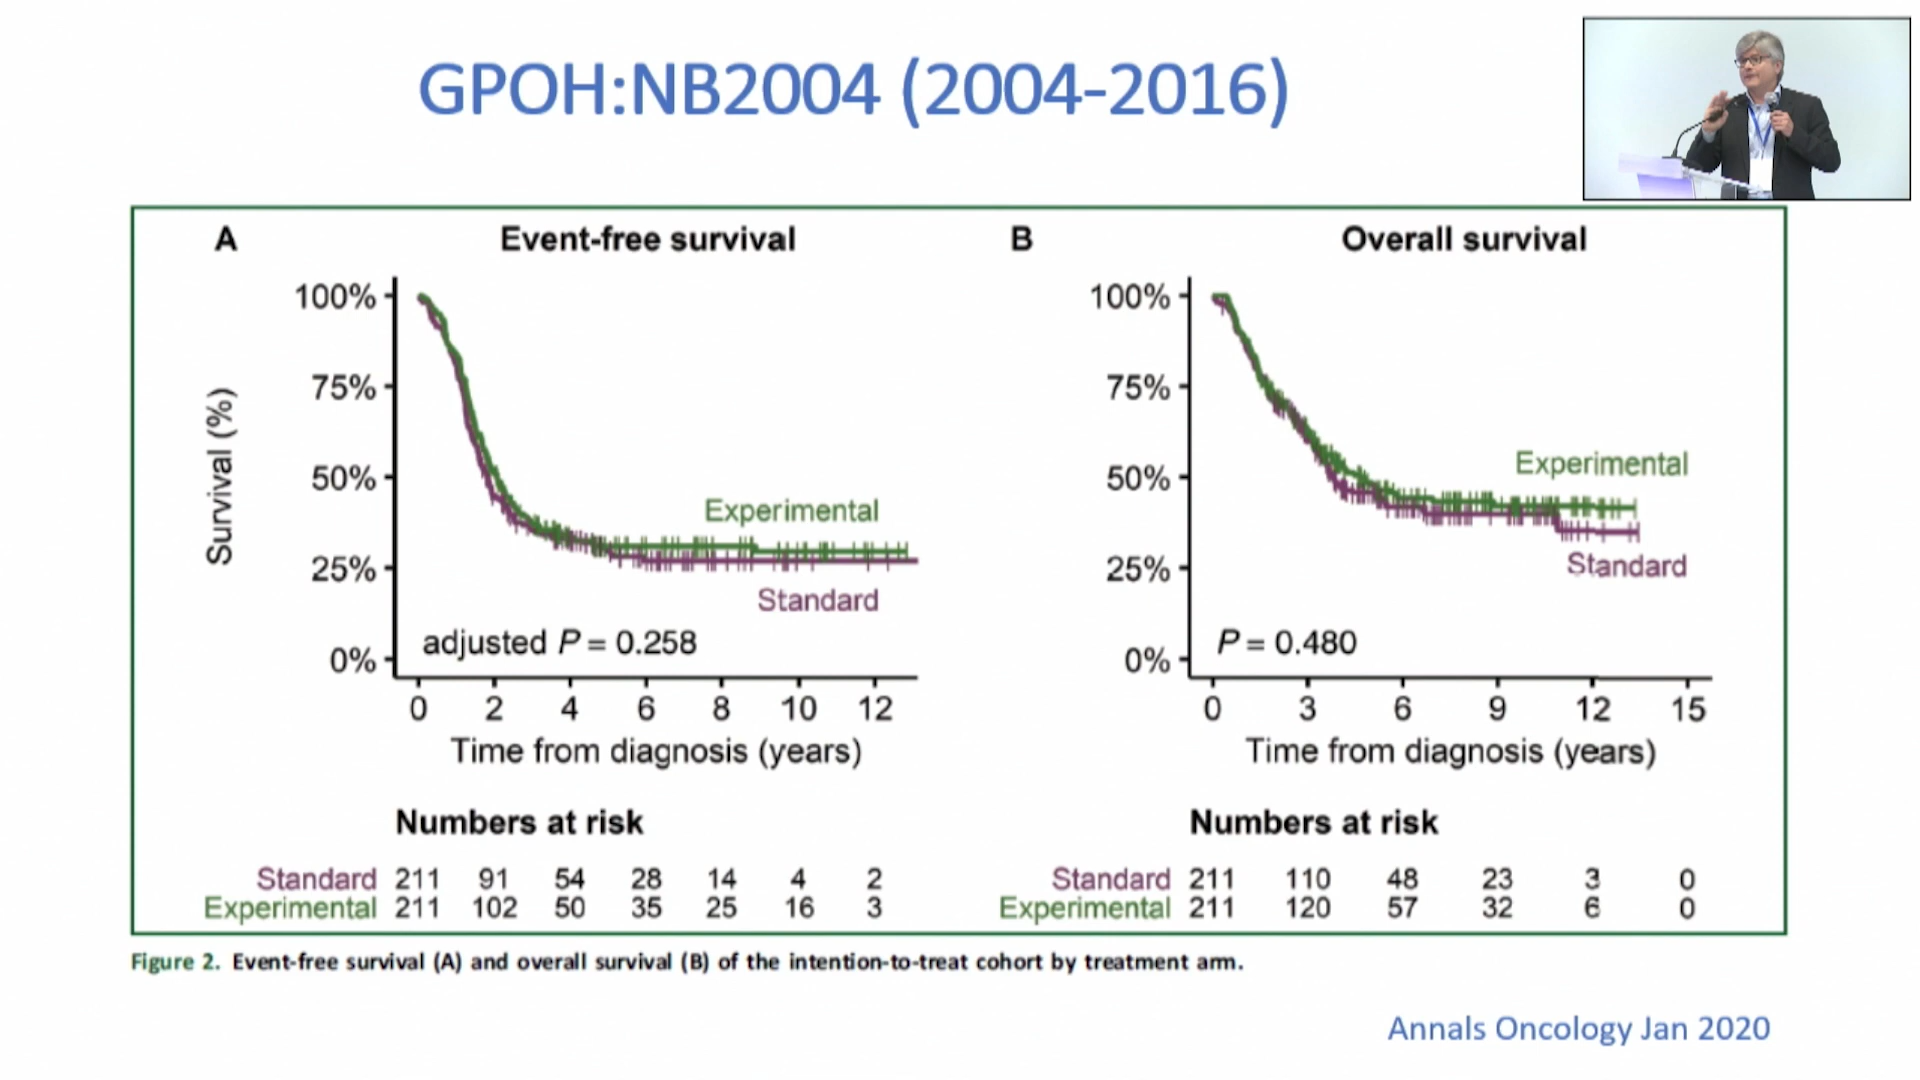 GPOH:NB2004 (2004-2016)
A
Event-free survival
Survival (%)
100%
75%
50%
25%
0%
Experimental
Standard
adjusted P = 0.258
0 2 4 6 8 10 12
Time from diagnosis (years)
Numbers at risk
Standard 211 91 54 28 14 4 2
Experimental 211 102 50 35 25 16 3
B
Overall survival
100%
75%
50%
25%
0%
Experimental
Standard
P = 0.480
0 3 6 9 12 15
Time from diagnosis (years)
Numbers at risk
Standard 211 110 48 23 3 0
Experimental 211 120 57 32 6 0
Figure 2. Event-free survival (A) and overall survival (B) of the intention-to-treat cohort by treatment arm.
Annals Oncology Jan 2020